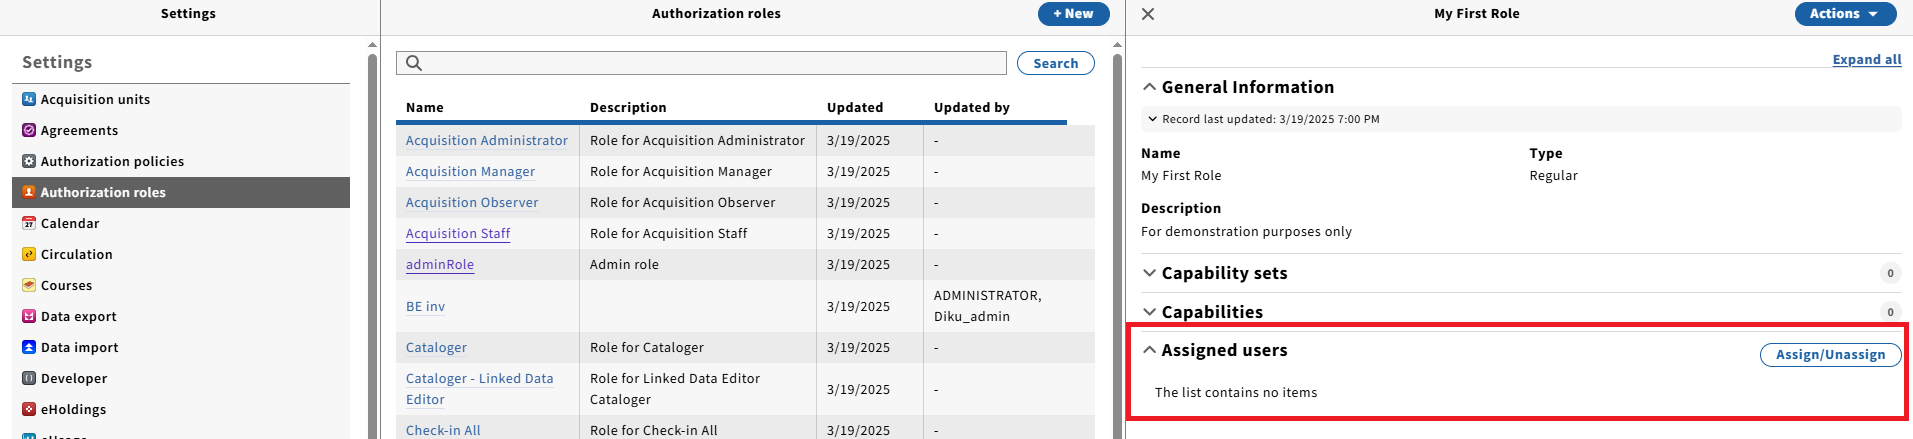 Settings
Settings
Acquisition units
Agreements
Authorization policies
Authorization roles
Calendar
Circulation
Courses
Data export
Data import
Developer
eHoldings
Authorization roles
+ New
Search
Name Description Updated Updated by
Acquisition Administrator Role for Acquisition Administrator 3/19/2025 -
Acquisition Manager Role for Acquisition Manager 3/19/2025 -
Acquisition Observer Role for Acquisition Observer 3/19/2025 -
Acquisition Staff Role for Acquisition Staff 3/19/2025 -
adminRole Admin role 3/19/2025 -
BE inv 3/19/2025 ADMINISTRATOR,
Diku_admin
Cataloger Role for Cataloger 3/19/2025 -
Cataloger - Linked Data Role for Linked Data Editor 3/19/2025 -
Editor Cataloger
Check-in All Role for Check-in All 3/19/2025 -
My First Role
Actions
Expand all
General Information
Record last updated: 3/19/2025 7:00 PM
Name Type
My First Role Regular
Description
For demonstration purposes only
Capability sets 0
Capabilities 0
Assigned users Assign/Unassign
The list contains no items